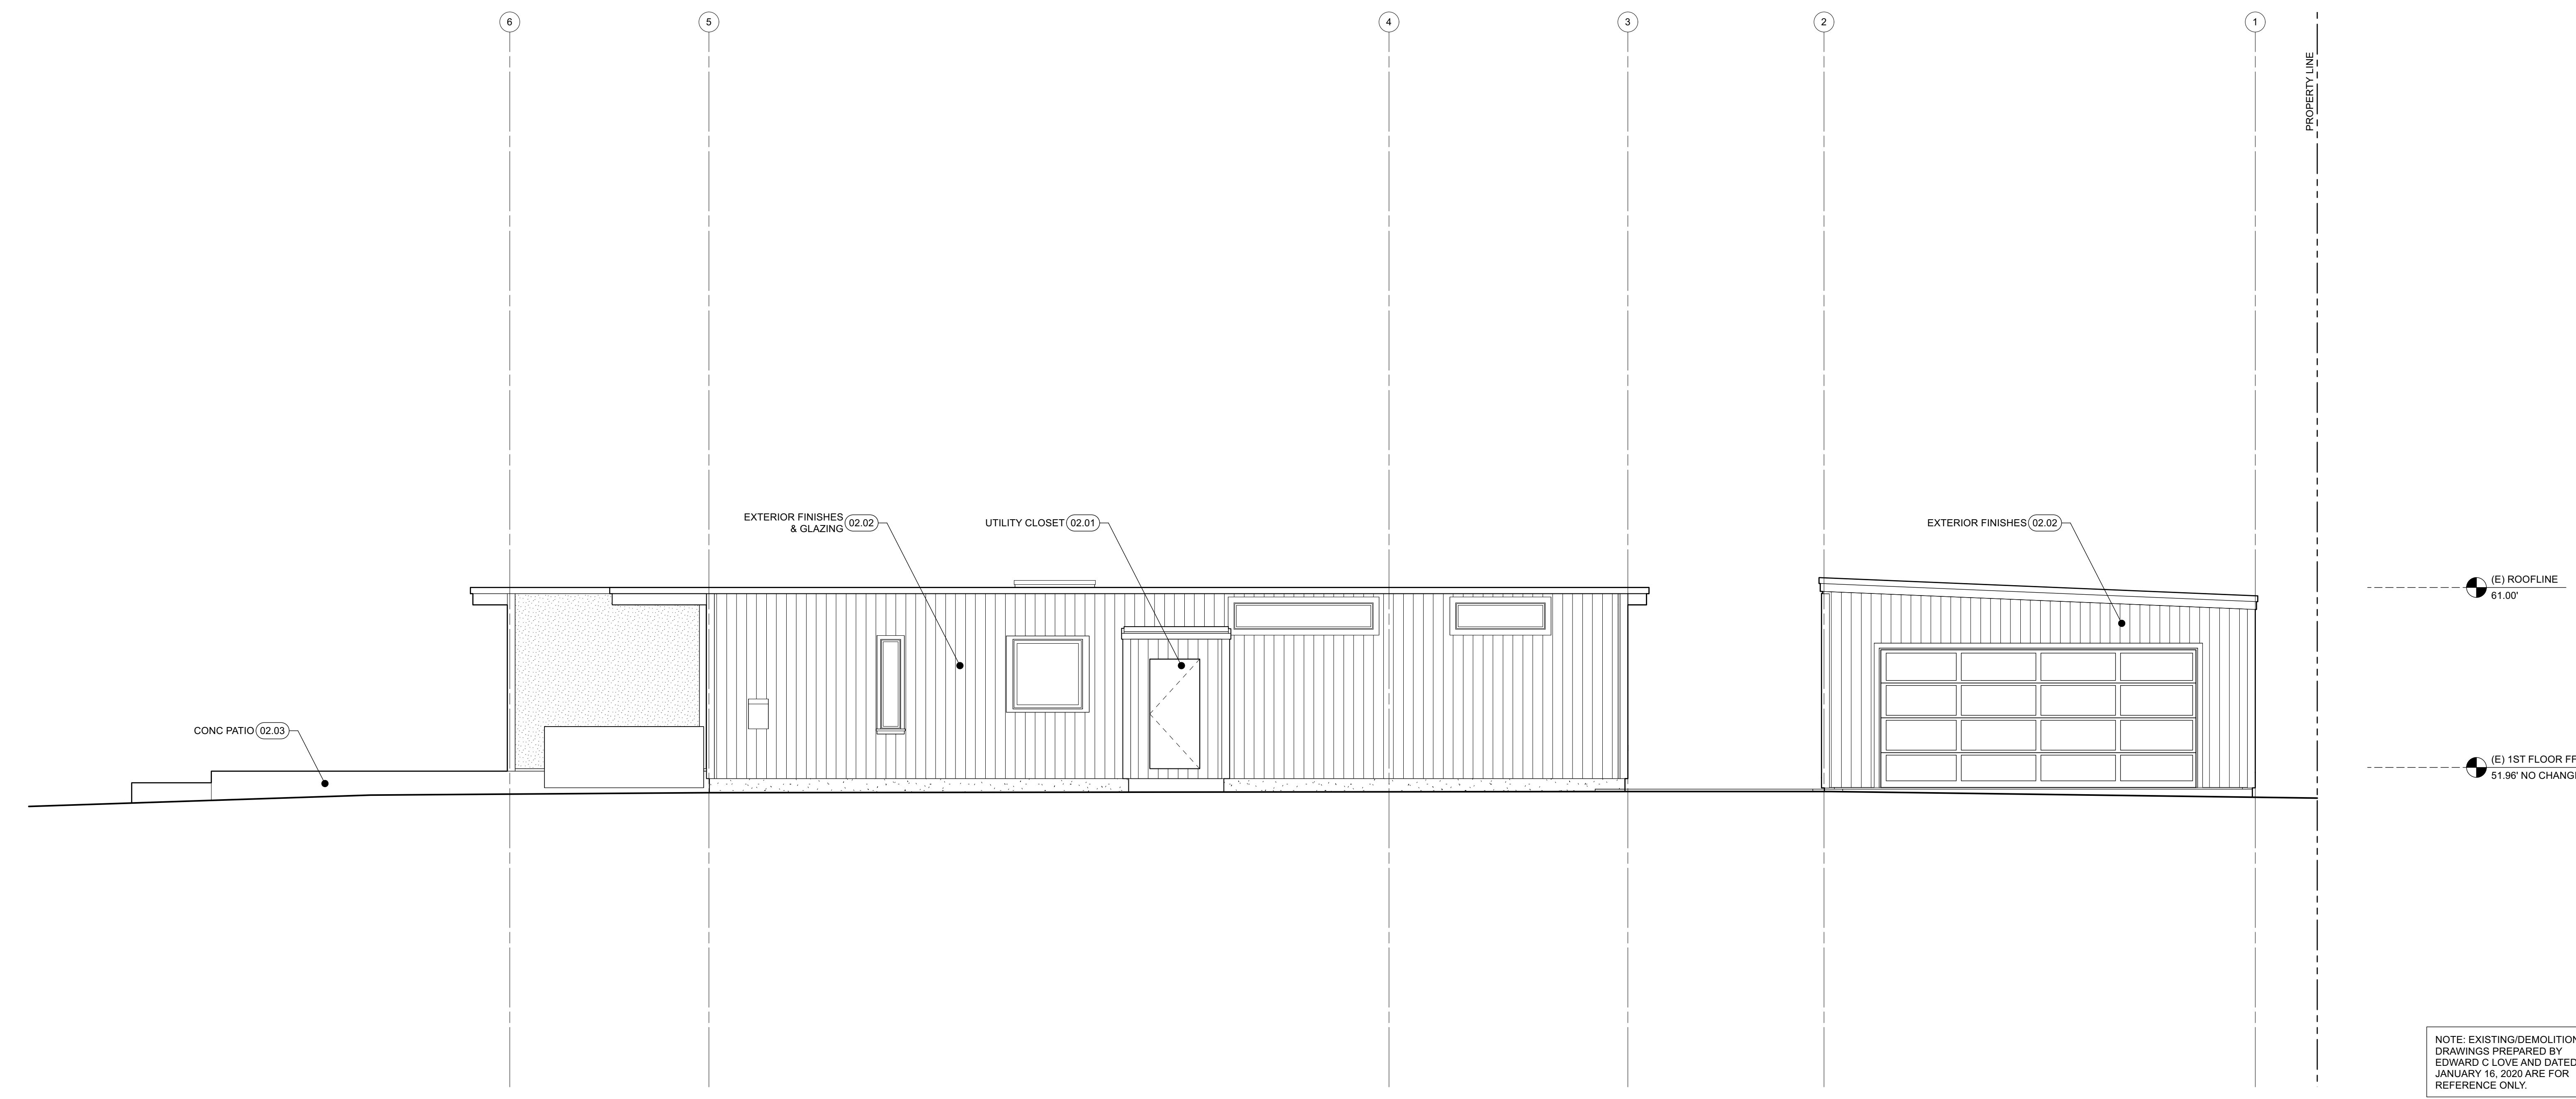 6
5
4
3
2
1
PROPERTY LINE
EXTERIOR FINISHES
& GLAZING 02.02
UTILITY CLOSET 02.01
EXTERIOR FINISHES 02.02
(E) ROOFLINE
61.00'
CONC PATIO 02.03
(E) 1ST FLOOR FF
51.96' NO CHANG
NOTE: EXISTING/DEMOLITION
DRAWINGS PREPARED BY
EDWARD C LOVE AND DATED
JANUARY 16, 2020 ARE FOR
REFERENCE ONLY.